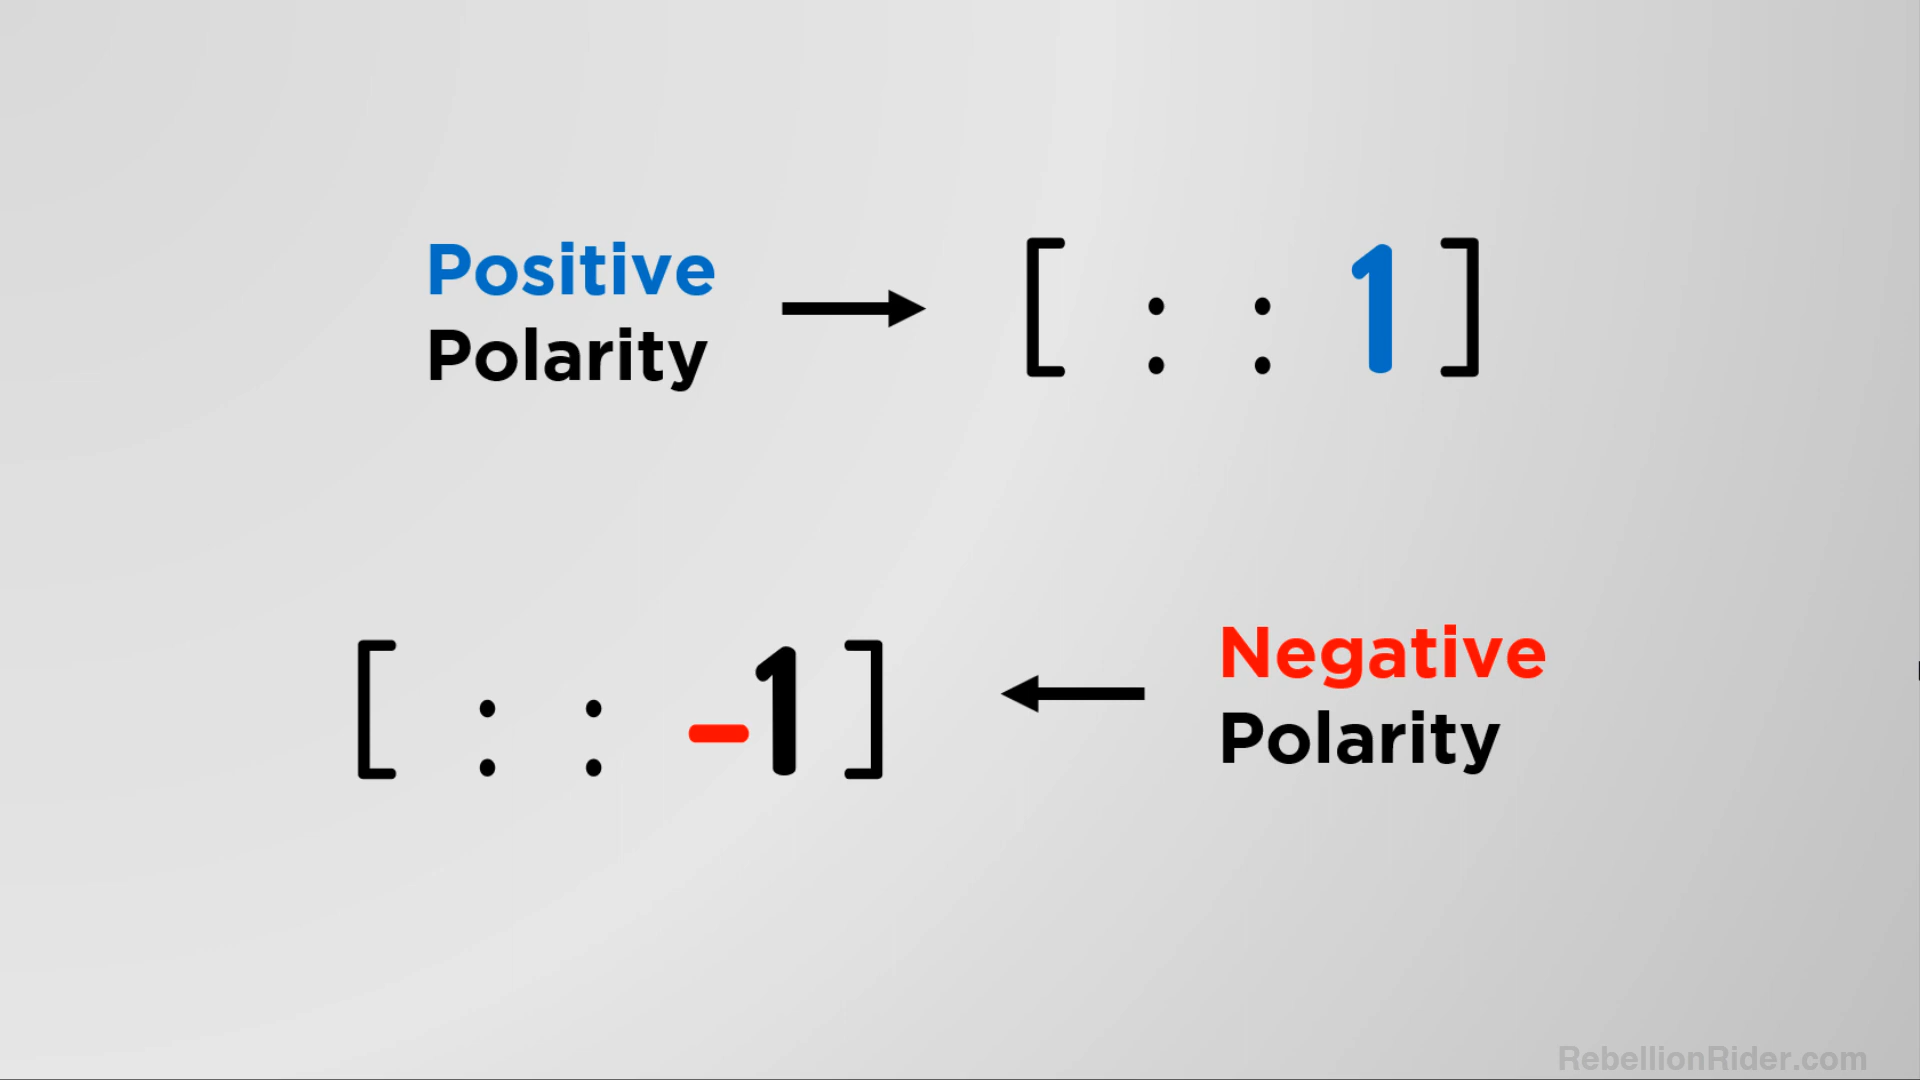 Positive
Polarity
[ : : 1 ]
[ : : -1 ]
Negative
Polarity
RebellionRider.com